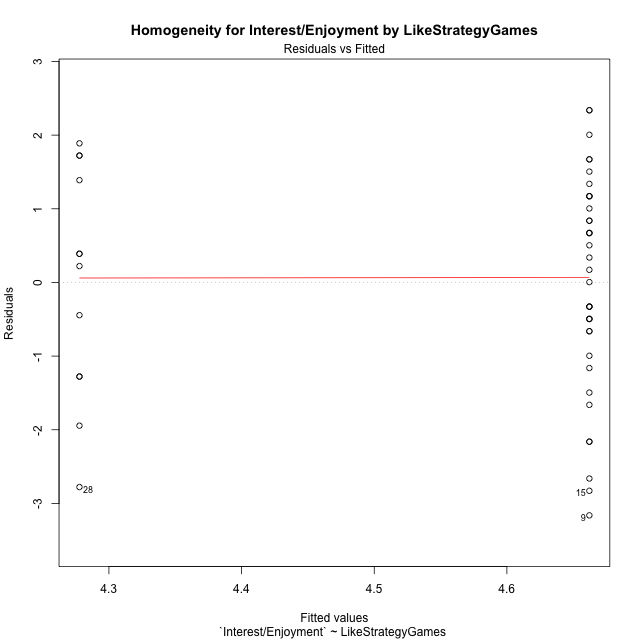 Homogeneity for Interest/Enjoyment by LikeStrategyGames
Residuals vs Fitted
3
2
1
0
-1
-2
-3
Residuals
28
15
9
4.3 4.4 4.5 4.6
Fitted values
`Interest/Enjoyment` ~ LikeStrategyGames